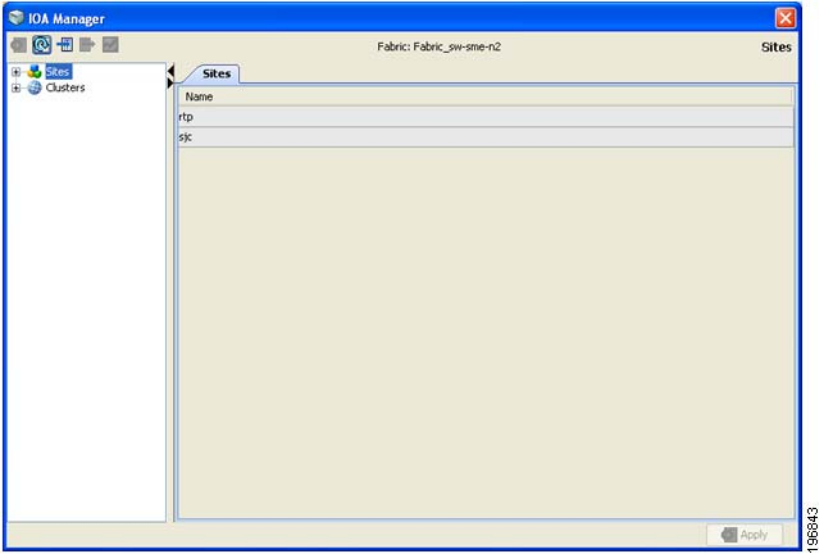 IOA Manager
Fabric: Fabric_sw-sme-n2
Sites
Sites
Clusters
Sites
Name
rtp
sjc
Apply
196843